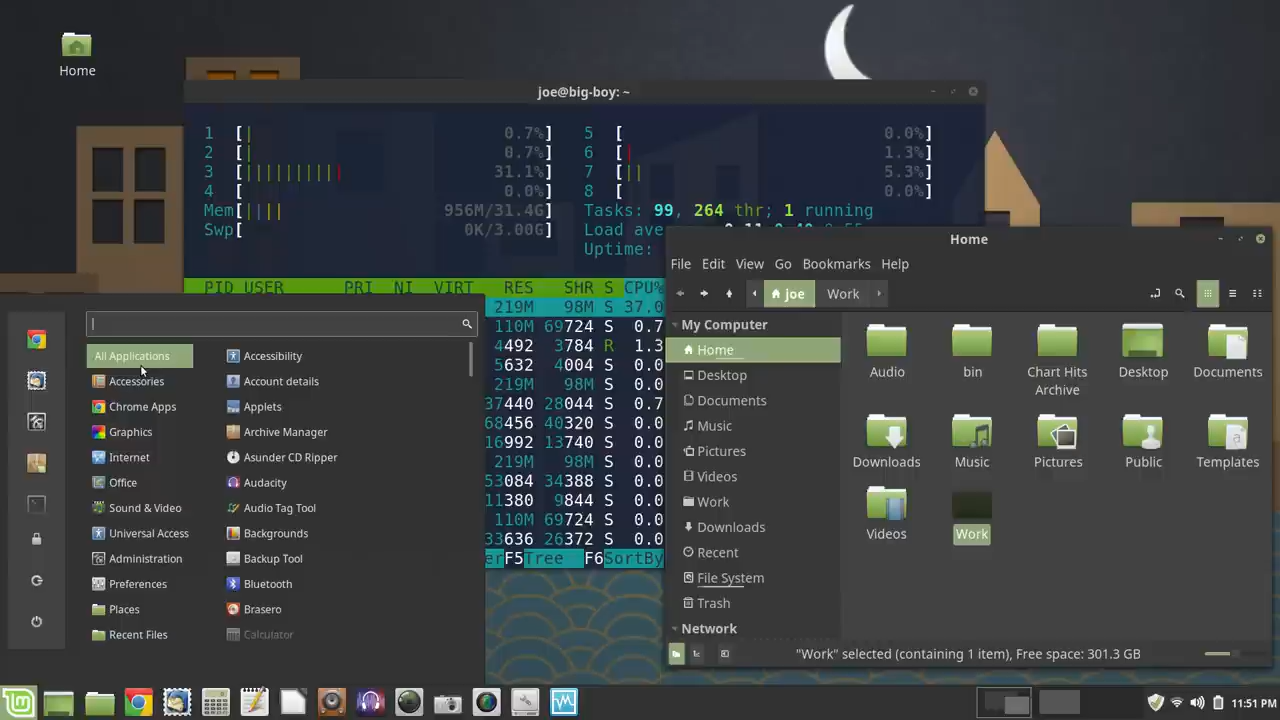 Home
joe@big-boy: ~
1 [| 0.7%] 5 [ 0.0%]
2 [| 0.7%] 6 [| 1.3%]
3 [|||||||||| 31.1%] 7 [|| 5.3%]
4 [ 0.0%] 8 [ 0.0%]
Mem[|||| 956M/31.4G] Tasks: 99, 264 thr; 1 running
Swp[ 0K/3.00G] Load ave
Uptime:
PID USER PRI NI VIRT RES SHR S CPU%
219M 98M S 37.0
110M 69724 S 0.7
4492 3784 R 1.3
5632 4004 S 0.0
219M 98M S 0.0
37440 28044 S 0.7
68456 40320 S 0.0
16992 13740 S 0.0
219M 98M S 0.0
53084 34388 S 0.0
11380 9844 S 0.0
110M 69724 S 0.0
33636 26372 S 0.0
er F5Tree F6SortBy
All Applications
Accessories
Chrome Apps
Graphics
Internet
Office
Sound & Video
Universal Access
Administration
Preferences
Places
Recent Files
Accessibility
Account details
Applets
Archive Manager
Asunder CD Ripper
Audacity
Audio Tag Tool
Backgrounds
Backup Tool
Bluetooth
Brasero
Calculator
Home
File Edit View Go Bookmarks Help
joe Work
My Computer
Home
Desktop
Documents
Music
Pictures
Videos
Work
Downloads
Recent
File System
Trash
Network
Audio bin Chart Hits Archive Desktop Documents
Downloads Music Pictures Public Templates
Videos Work
"Work" selected (containing 1 item), Free space: 301.3 GB
11:51 PM